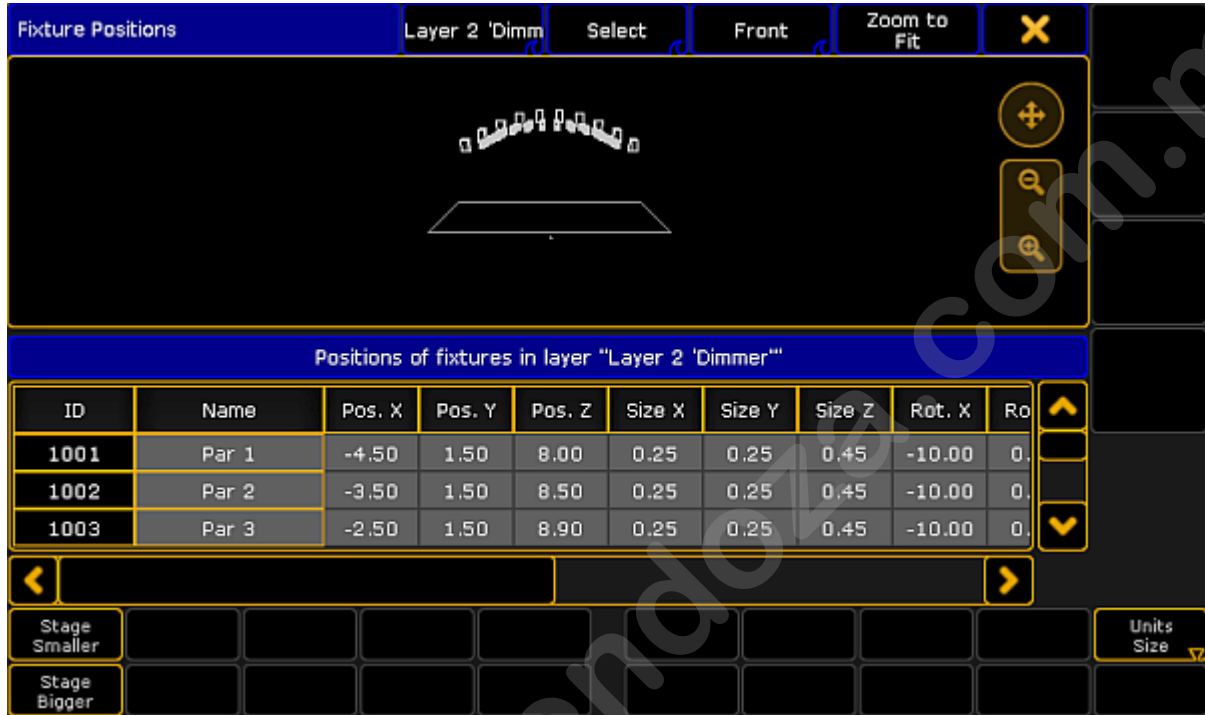 Fixture Positions
Layer 2 'Dimm
Select
Front
Zoom to
Fit
Positions of fixtures in layer "Layer 2 'Dimmer'"
ID Name Pos. X Pos. Y Pos. Z Size X Size Y Size Z Rot. X Ro
1001 Par 1 -4.50 1.50 8.00 0.25 0.25 0.45 -10.00 0.
1002 Par 2 -3.50 1.50 8.50 0.25 0.25 0.45 -10.00 0.
1003 Par 3 -2.50 1.50 8.90 0.25 0.25 0.45 -10.00 0.
Stage
Smaller
Units
Size
Stage
Bigger
endoza.com.m